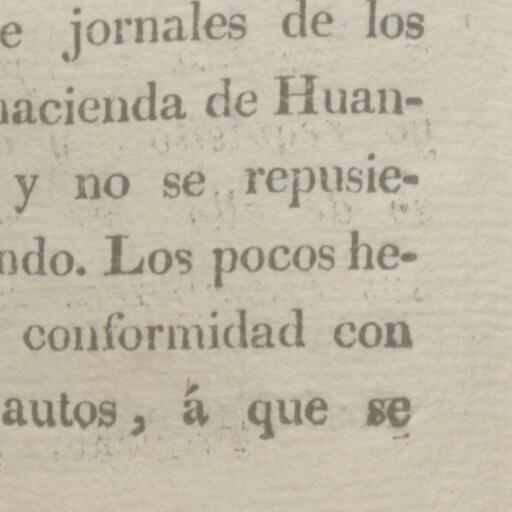 e jornales de los
hacienda de Huan-
y no se repusie-
ndo. Los pocos he-
conformidad con
autos, á que se